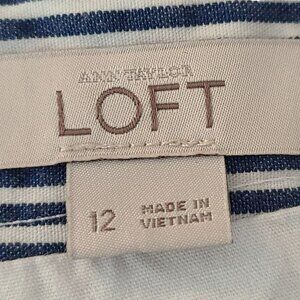 ANN TAYLOR
LOFT
12
MADE IN
VIETNAM